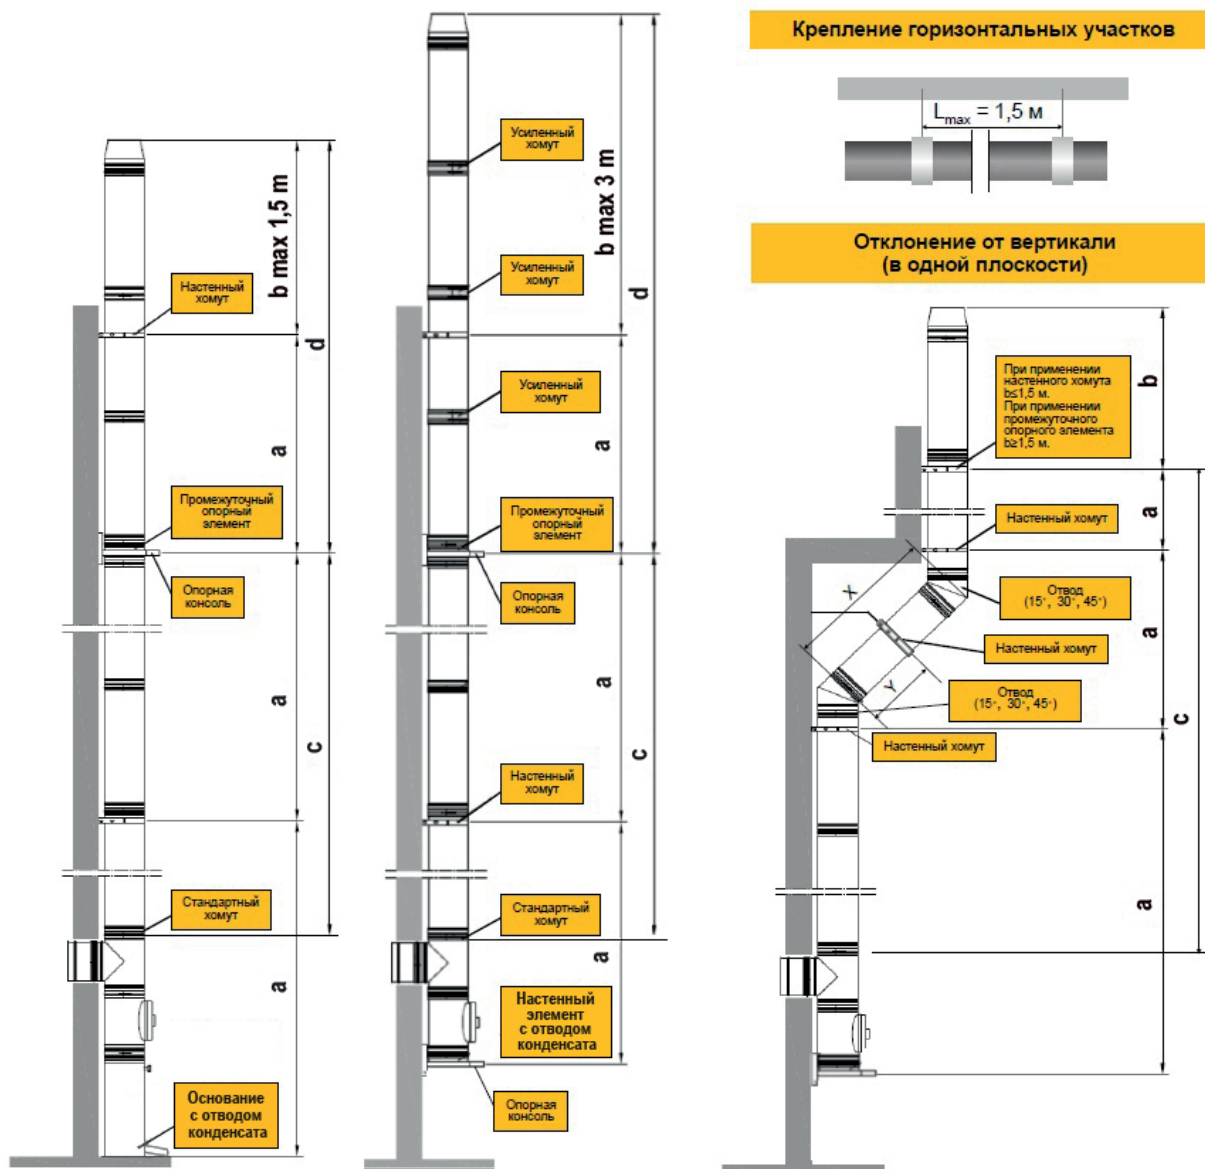 b max 1,5 m
d
Настенный
хомут
a
Промежуточный
опорный
элемент
Опорная
консоль
a
c
Стандартный
хомут
a
Основание
с отводом
конденсата
Усиленный
хомут
b max 3 m
d
Усиленный
хомут
Усиленный
хомут
a
Промежуточный
опорный
элемент
Опорная
консоль
a
c
Настенный
хомут
Стандартный
хомут
a
Настенный
элемент
с отводом
конденсата
Опорная
консоль
Крепление горизонтальных участков
Lmax = 1,5 м
Отклонение от вертикали
(в одной плоскости)
При применении
настенного хомута
b≤1,5 м.
При применении
промежуточного
опорного элемента
b≥1,5 м.
b
a
Настенный хомут
X
Отвод
(15°, 30°, 45°)
a
Настенный хомут
Y
Отвод
(15°, 30°, 45°)
c
Настенный хомут
a